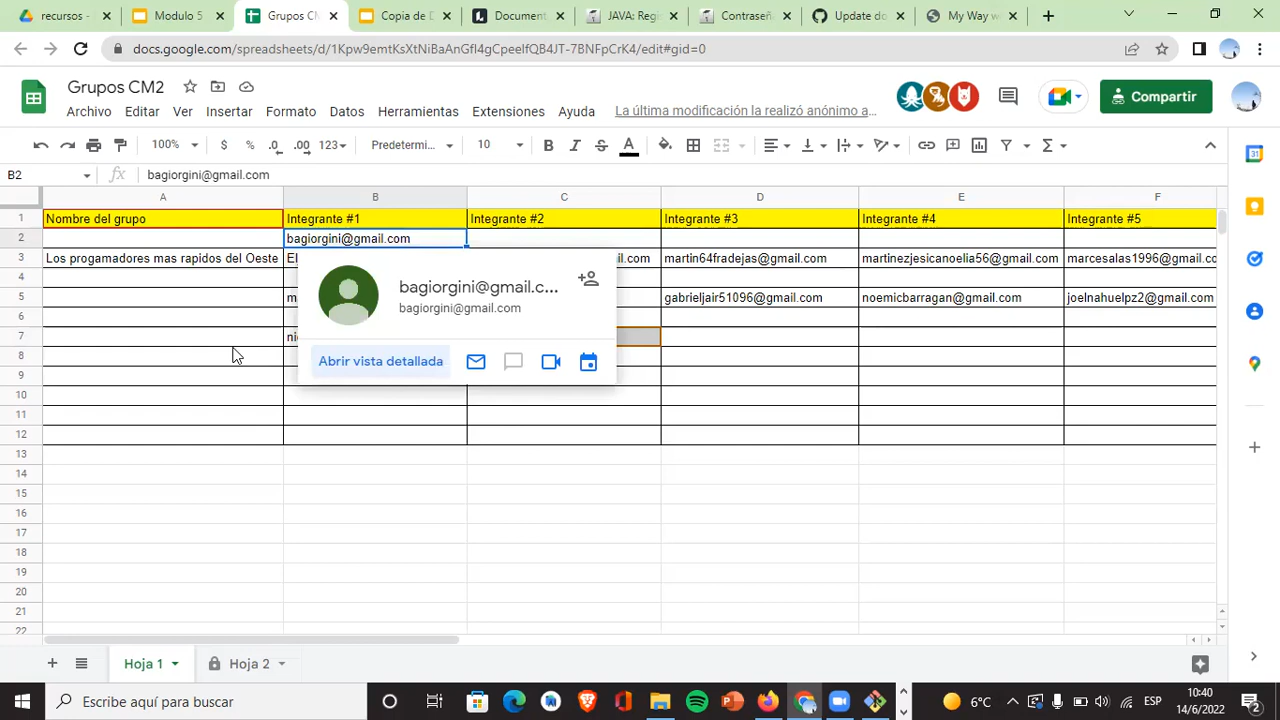 recursos -
Modulo 5
Grupos CM
Copia de D
Document
JAVA: Reg
Contraseñ
Update do
My Way w
docs.google.com/spreadsheets/d/1Kpw9emtKsXtNiBaAnGfI4gCpeeIfQB4JT-7BNFpCrK4/edit#gid=0
Grupos CM2
Archivo Editar Ver Insertar Formato Datos Herramientas Extensiones Ayuda
La última modificación la realizó anónimo a...
Compartir
100% $ % .0 .00 123 Predetermi... 10
B2 fx bagiorgini@gmail.com
A B C D E F
1 Nombre del grupo Integrante #1 Integrante #2 Integrante #3 Integrante #4 Integrante #5
2 bagiorgini@gmail.com
3 Los progamadores mas rapidos del Oeste El il.com martin64fradejas@gmail.com martinezjesicanoelia56@gmail.com marcesalas1996@gmail.co
4
5 m gabrieljair51096@gmail.com noemicbarragan@gmail.com joelnahuelpz2@gmail.com
6
7 ni
8
9
10
11
12
13
14
15
16
17
18
19
20
21
22
bagiorgini@gmail.c...
bagiorgini@gmail.com
Abrir vista detallada
Hoja 1 Hoja 2
Escribe aquí para buscar
6°C
ESP
10:40
14/6/2022
2